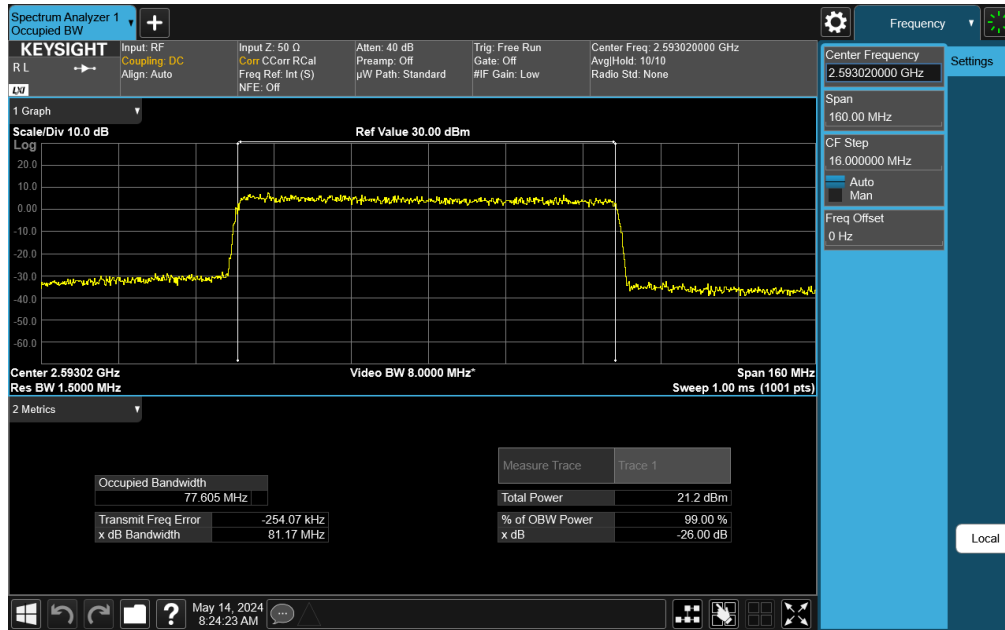 Spectrum Analyzer 1
Occupied BW
Frequency
KEYSIGHT
R L
LXI
Input: RF
Coupling: DC
Align: Auto
Input Z: 50 Ω
Corr CCorr RCal
Freq Ref: Int (S)
NFE: Off
Atten: 40 dB
Preamp: Off
µW Path: Standard
Trig: Free Run
Gate: Off
#IF Gain: Low
Center Freq: 2.593020000 GHz
Avg|Hold: 10/10
Radio Std: None
Center Frequency
2.593020000 GHz
Settings
Span
160.00 MHz
CF Step
16.000000 MHz
Auto
Man
Freq Offset
0 Hz
Local
1 Graph
Scale/Div 10.0 dB
Ref Value 30.00 dBm
Log
20.0
10.0
0.00
-10.0
-20.0
-30.0
-40.0
-50.0
-60.0
Center 2.59302 GHz
Video BW 8.0000 MHz*
Span 160 MHz
Res BW 1.5000 MHz
Sweep 1.00 ms (1001 pts)
2 Metrics
Measure Trace Trace 1
Occupied Bandwidth
77.605 MHz
Total Power 21.2 dBm
Transmit Freq Error -254.07 kHz
% of OBW Power 99.00 %
x dB Bandwidth 81.17 MHz
x dB -26.00 dB
?
May 14, 2024
8:24:23 AM